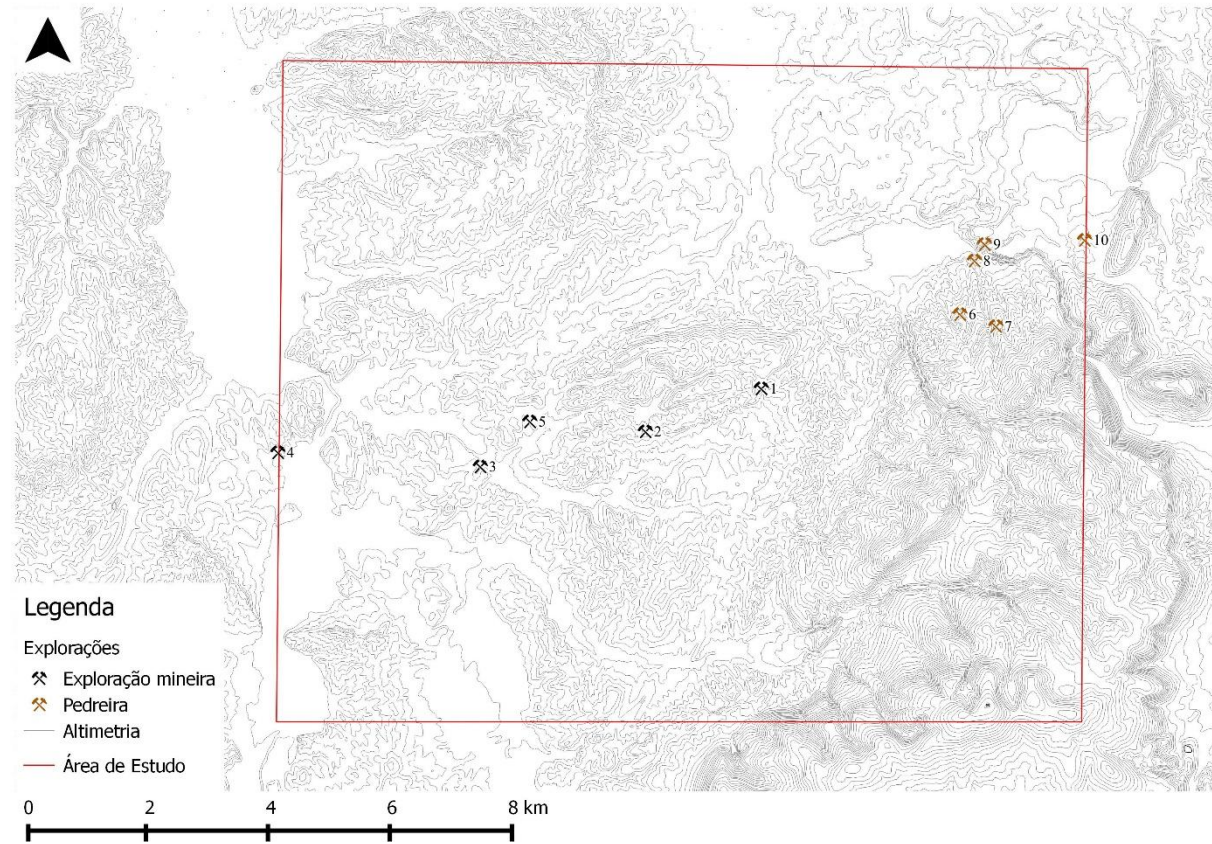 9
10
8
6
7
1
5
2
4
3
Legenda
Explorações
Exploração mineira
Pedreira
Altimetria
Área de Estudo
0 2 4 6 8 km